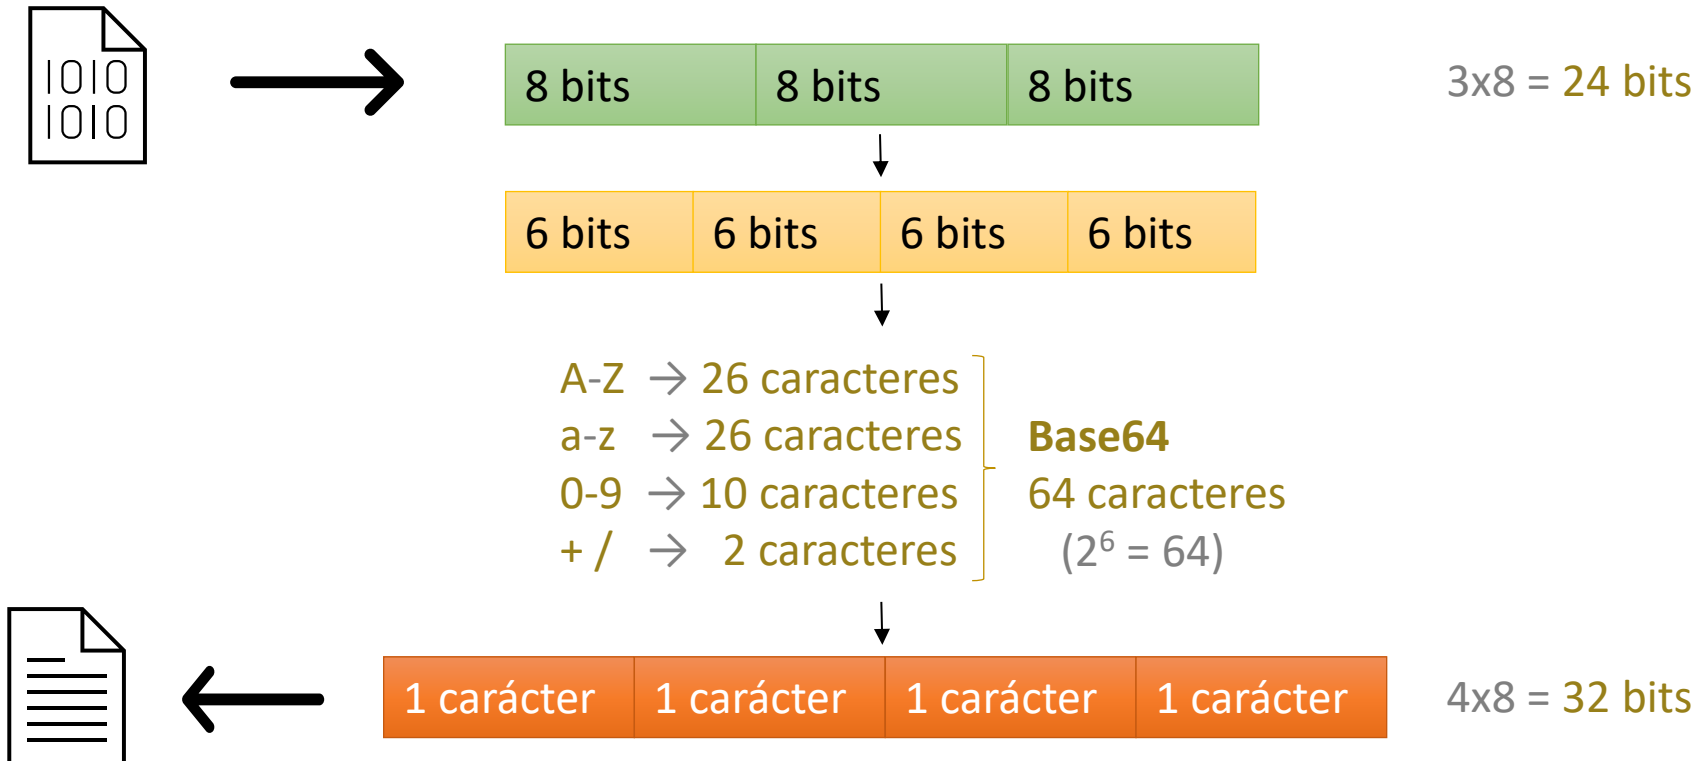 IOIO
IOIO
8 bits 8 bits 8 bits 3x8 = 24 bits
6 bits 6 bits 6 bits 6 bits
A-Z → 26 caracteres
a-z → 26 caracteres
0-9 → 10 caracteres
+ / → 2 caracteres
Base64
64 caracteres
(2⁶ = 64)
1 carácter 1 carácter 1 carácter 1 carácter 4x8 = 32 bits